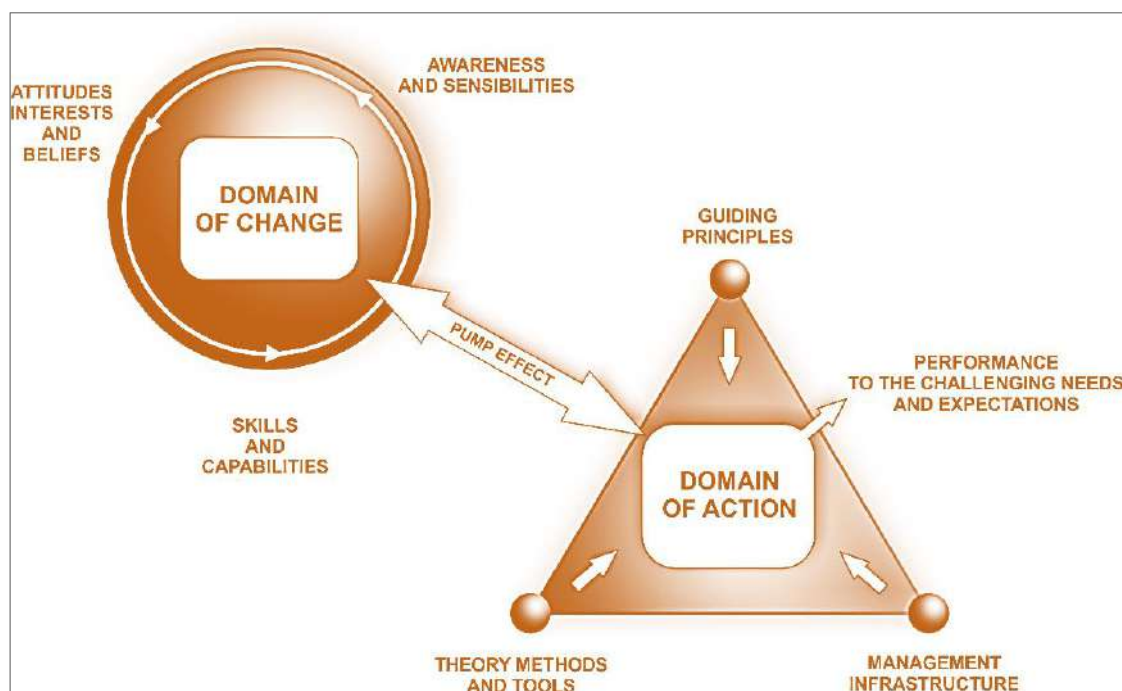 AWARENESS
AND SENSIBILITIES
ATTITUDES
INTERESTS
AND
BELIEFS
DOMAIN
OF CHANGE
SKILLS
AND
CAPABILITIES
PUMP EFFECT
GUIDING
PRINCIPLES
PERFORMANCE
TO THE CHALLENGING NEEDS
AND EXPECTATIONS
DOMAIN
OF ACTION
THEORY METHODS
AND TOOLS
MANAGEMENT
INFRASTRUCTURE